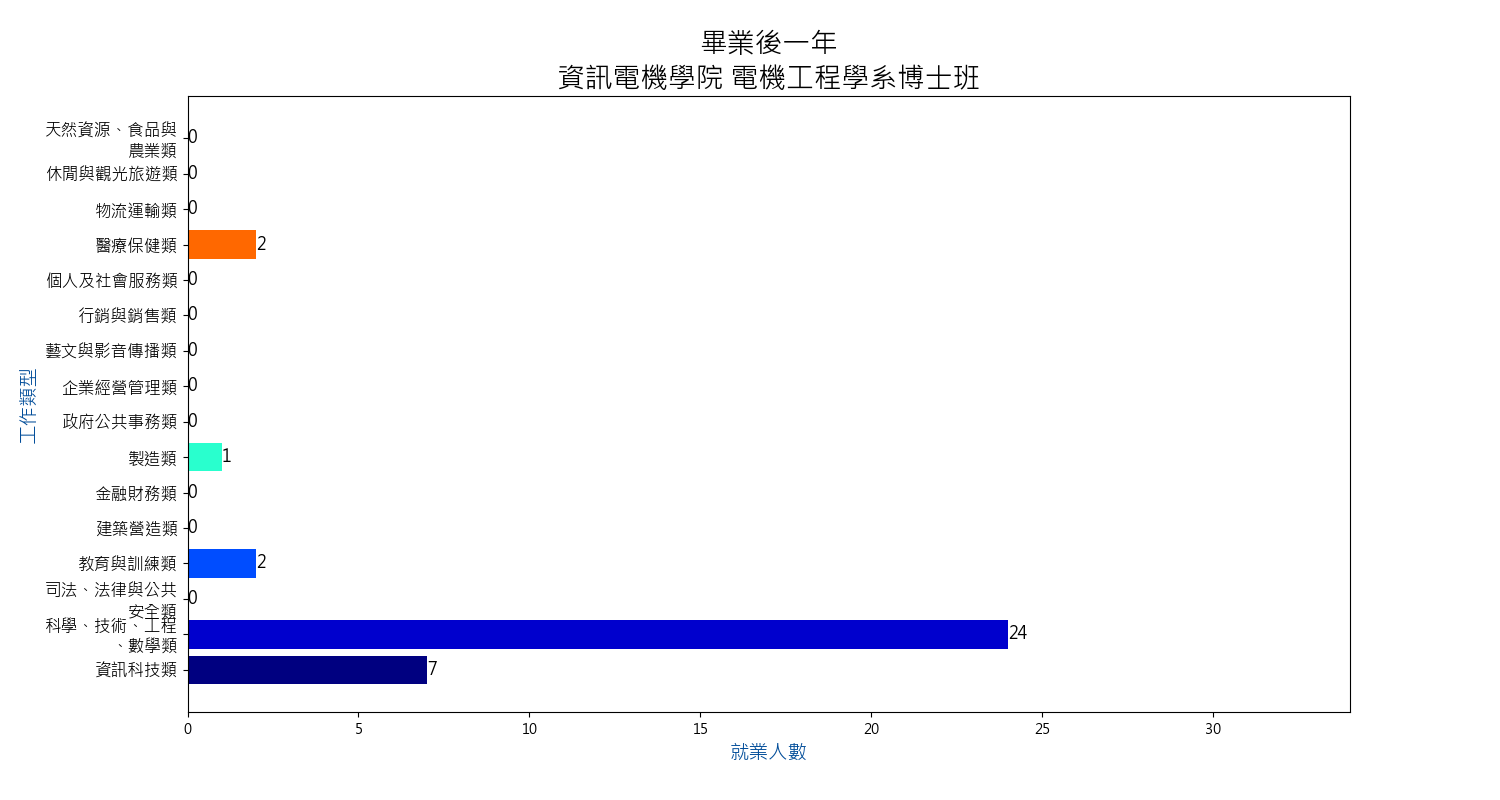 畢業後一年
資訊電機學院 電機工程學系博士班
天然資源、食品與
農業類
0
休閒與觀光旅遊類
0
物流運輸類
0
醫療保健類
2
個人及社會服務類
0
行銷與銷售類
0
藝文與影音傳播類
0
企業經營管理類
0
政府公共事務類
0
製造類
1
金融財務類
0
建築營造類
0
教育與訓練類
2
司法、法律與公共
安全類
0
科學、技術、工程
、數學類
24
資訊科技類
7
工作類型
0 5 10 15 20 25 30
就業人數